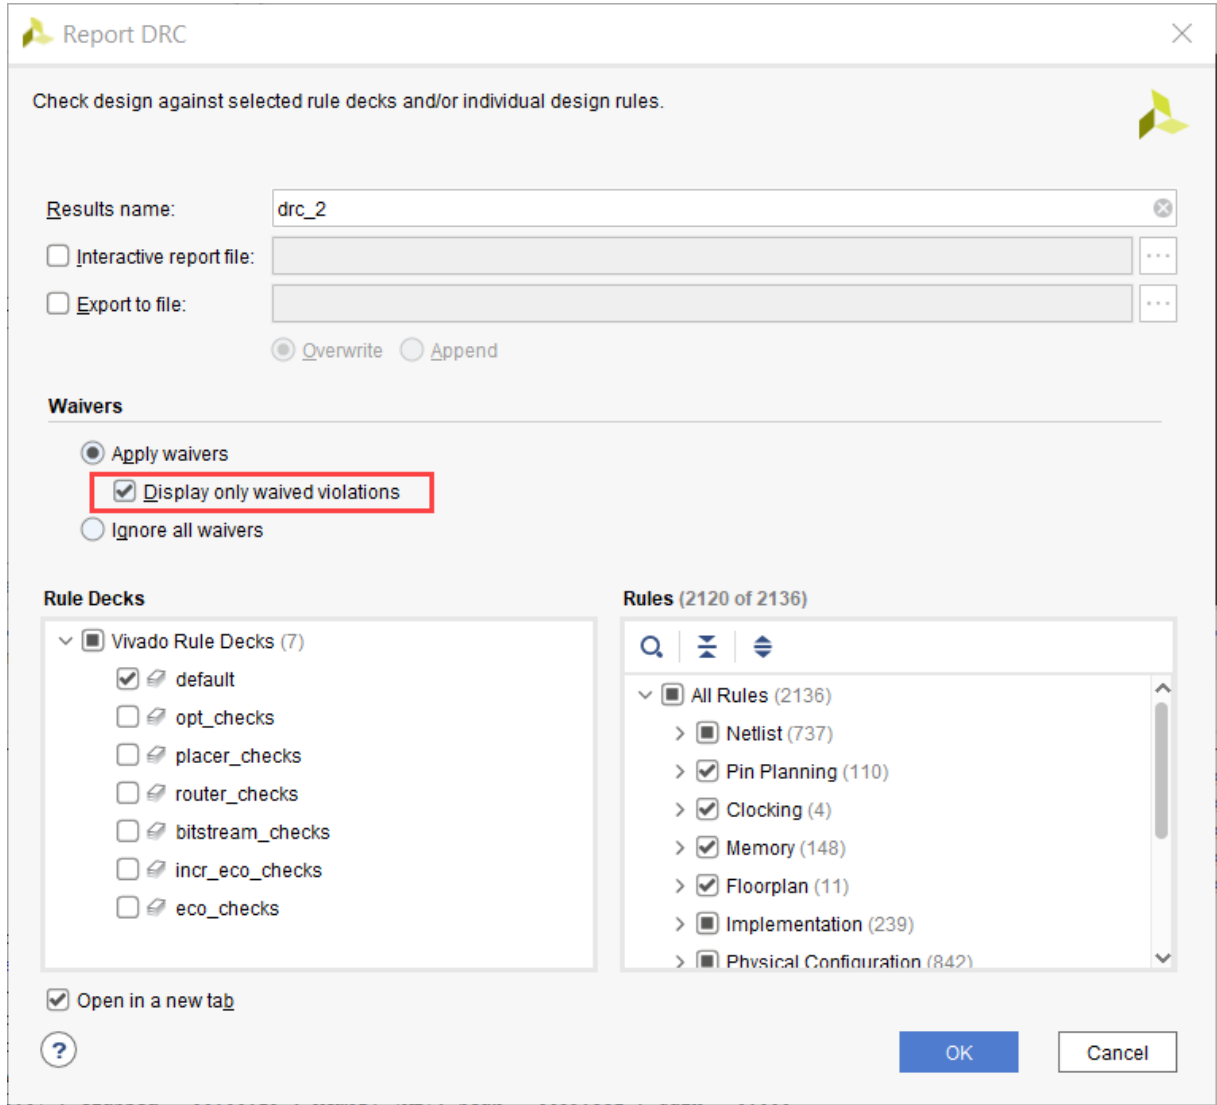 Report DRC
Check design against selected rule decks and/or individual design rules.
Results name: drc_2
Interactive report file: ...
Export to file: ...
Overwrite Append
Waivers
Apply waivers
Display only waived violations
Ignore all waivers
Rule Decks
Vivado Rule Decks (7)
default
opt_checks
placer_checks
router_checks
bitstream_checks
incr_eco_checks
eco_checks
Rules (2120 of 2136)
All Rules (2136)
Netlist (737)
Pin Planning (110)
Clocking (4)
Memory (148)
Floorplan (11)
Implementation (239)
Physical Configuration (842)
Open in a new tab
?
OK Cancel